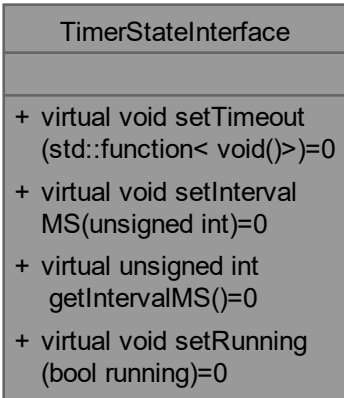 TimerStateInterface
+ virtual void setTimeout
(std::function< void()>)=0
+ virtual void setInterval
MS(unsigned int)=0
+ virtual unsigned int
getIntervalMS()=0
+ virtual void setRunning
(bool running)=0